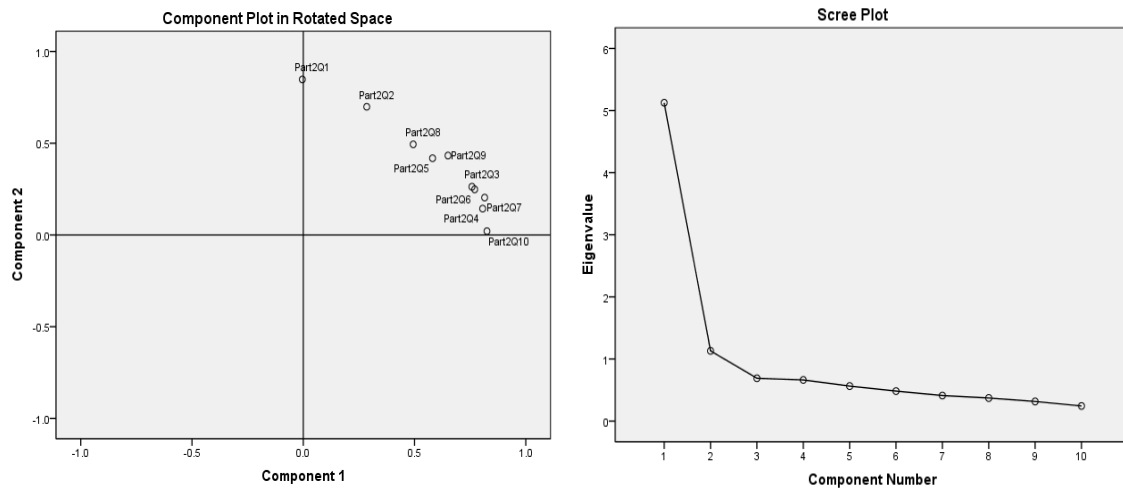 Component Plot in Rotated Space
1.0
0.5
0.0
-0.5
-1.0
Component 2
Part2Q1
Part2Q2
Part2Q8
Part2Q9
Part2Q5
Part2Q3
Part2Q6
Part2Q7
Part2Q4
Part2Q10
-1.0 -0.5 0.0 0.5 1.0
Component 1
Scree Plot
6
5
4
3
2
1
0
Eigenvalue
1 2 3 4 5 6 7 8 9 10
Component Number